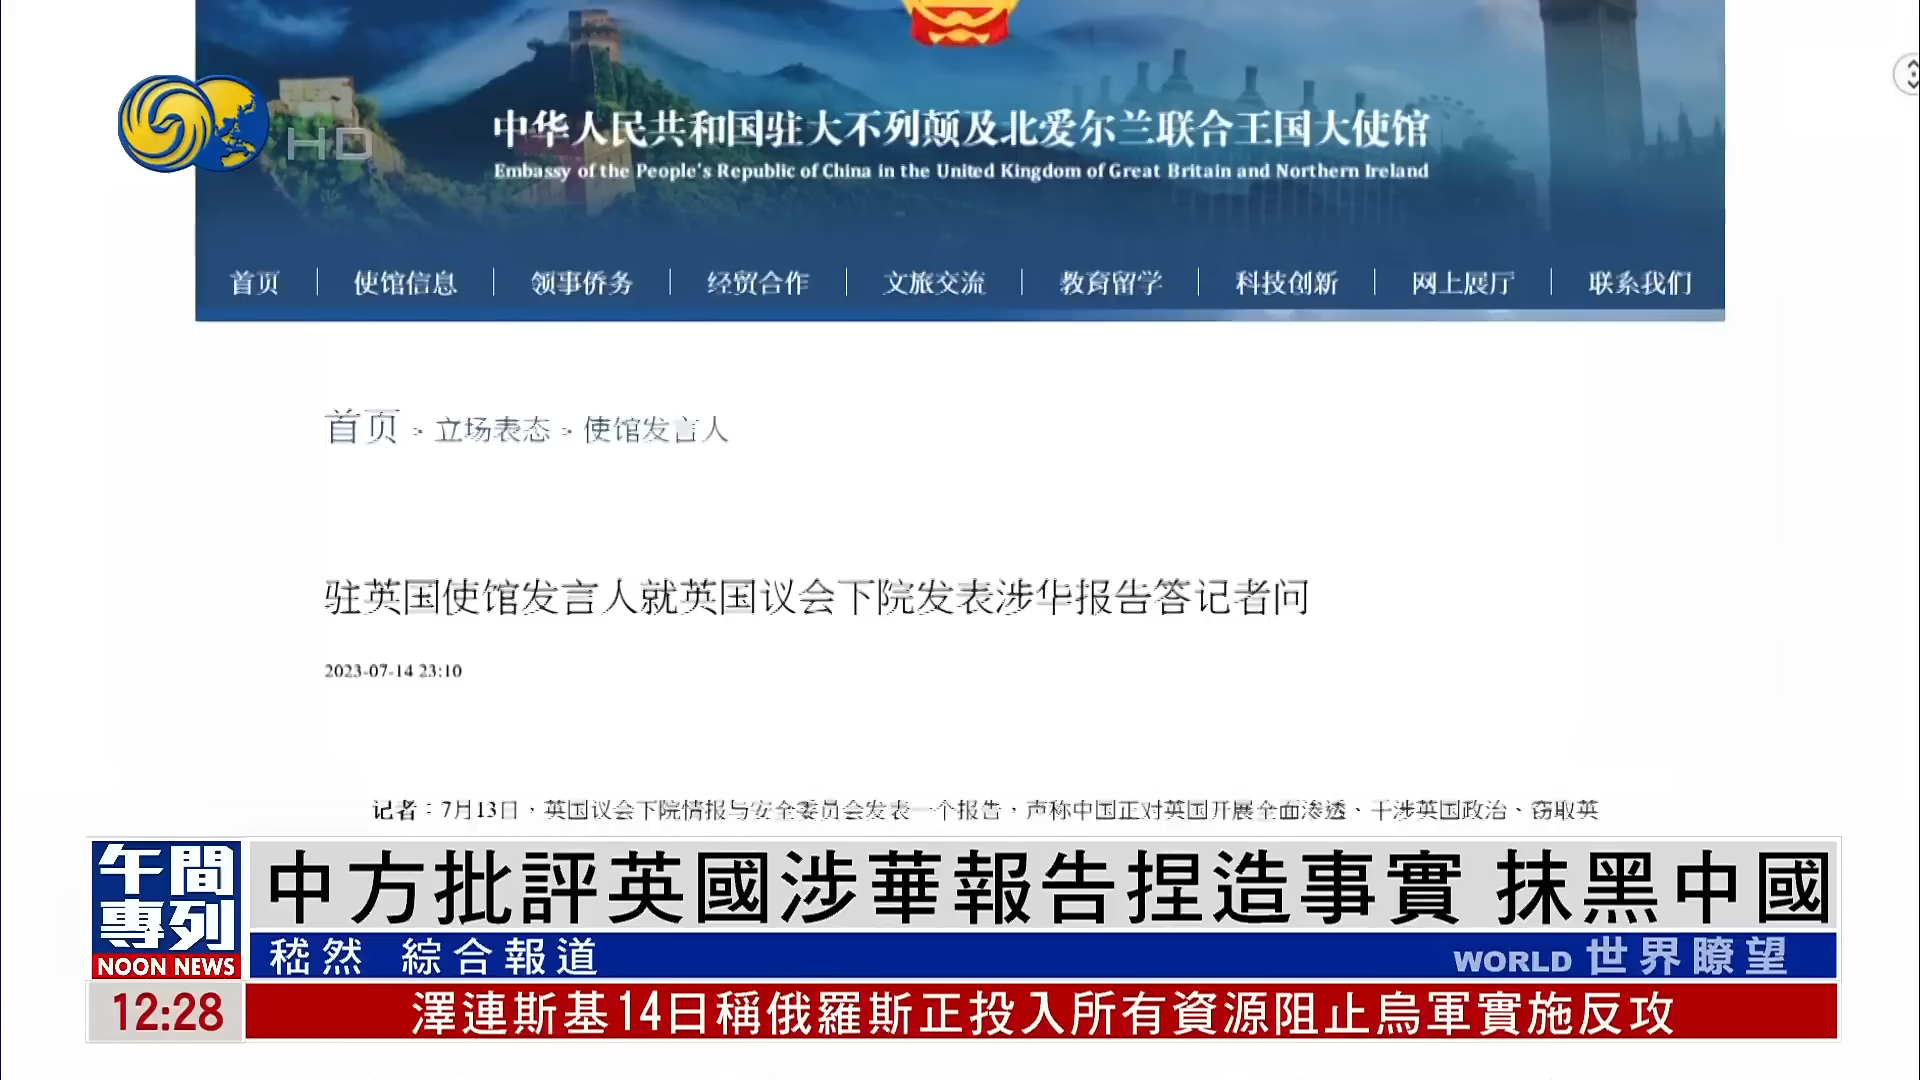 HD
中华人民共和国驻大不列颠及北爱尔兰联合王国大使馆
Embassy of the People's Republic of China in the United Kingdom of Great Britain and Northern Ireland
首页 使馆信息 领事侨务 经贸合作 文旅交流 教育留学 科技创新 网上展厅 联系我们
首页 > 立场表态 > 使馆发言人
驻英国使馆发言人就英国议会下院发表涉华报告答记者问
2023-07-14 23:10
记者：7月13日，英国议会下院情报与安全委员会发表一个报告，声称中国正对英国开展全面渗透、干涉英国政治、窃取英
午間專列
NOON NEWS
中方批評英國涉華報告捏造事實 抹黑中國
嵇然 綜合報道
WORLD 世界瞭望
12:28
澤連斯基14日稱俄羅斯正投入所有資源阻止烏軍實施反攻